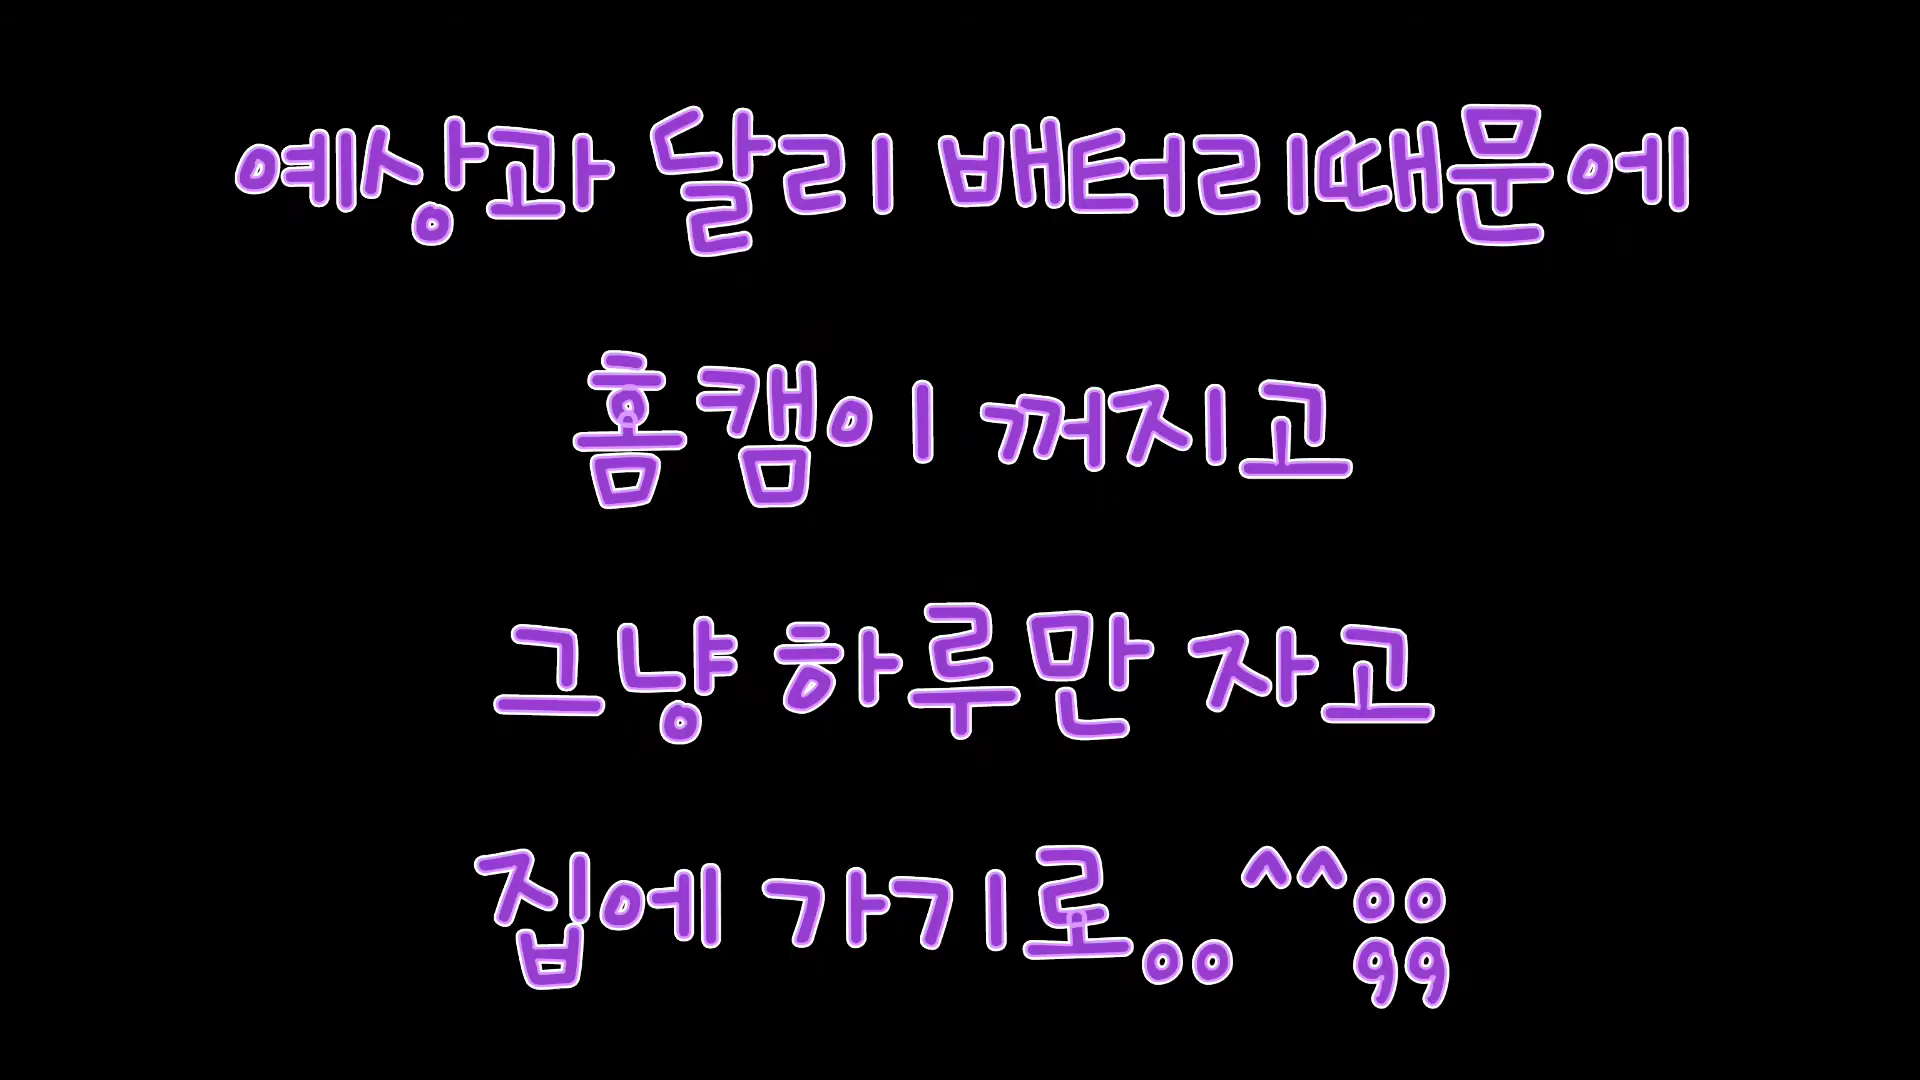 예상과 달리 배터리때문에
홈캠이 꺼지고
그냥 하루만 자고
집에 가기로..^^;;